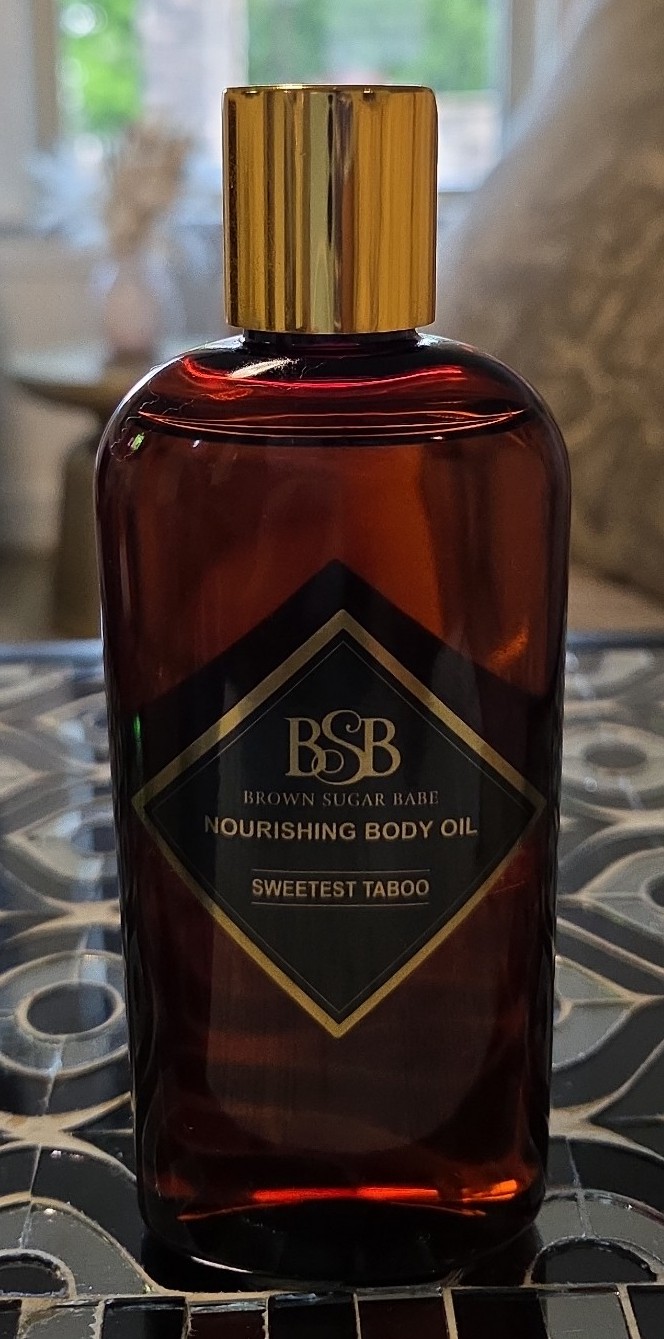 BSB
BROWN SUGAR BABE
NOURISHING BODY OIL
SWEETEST TABOO